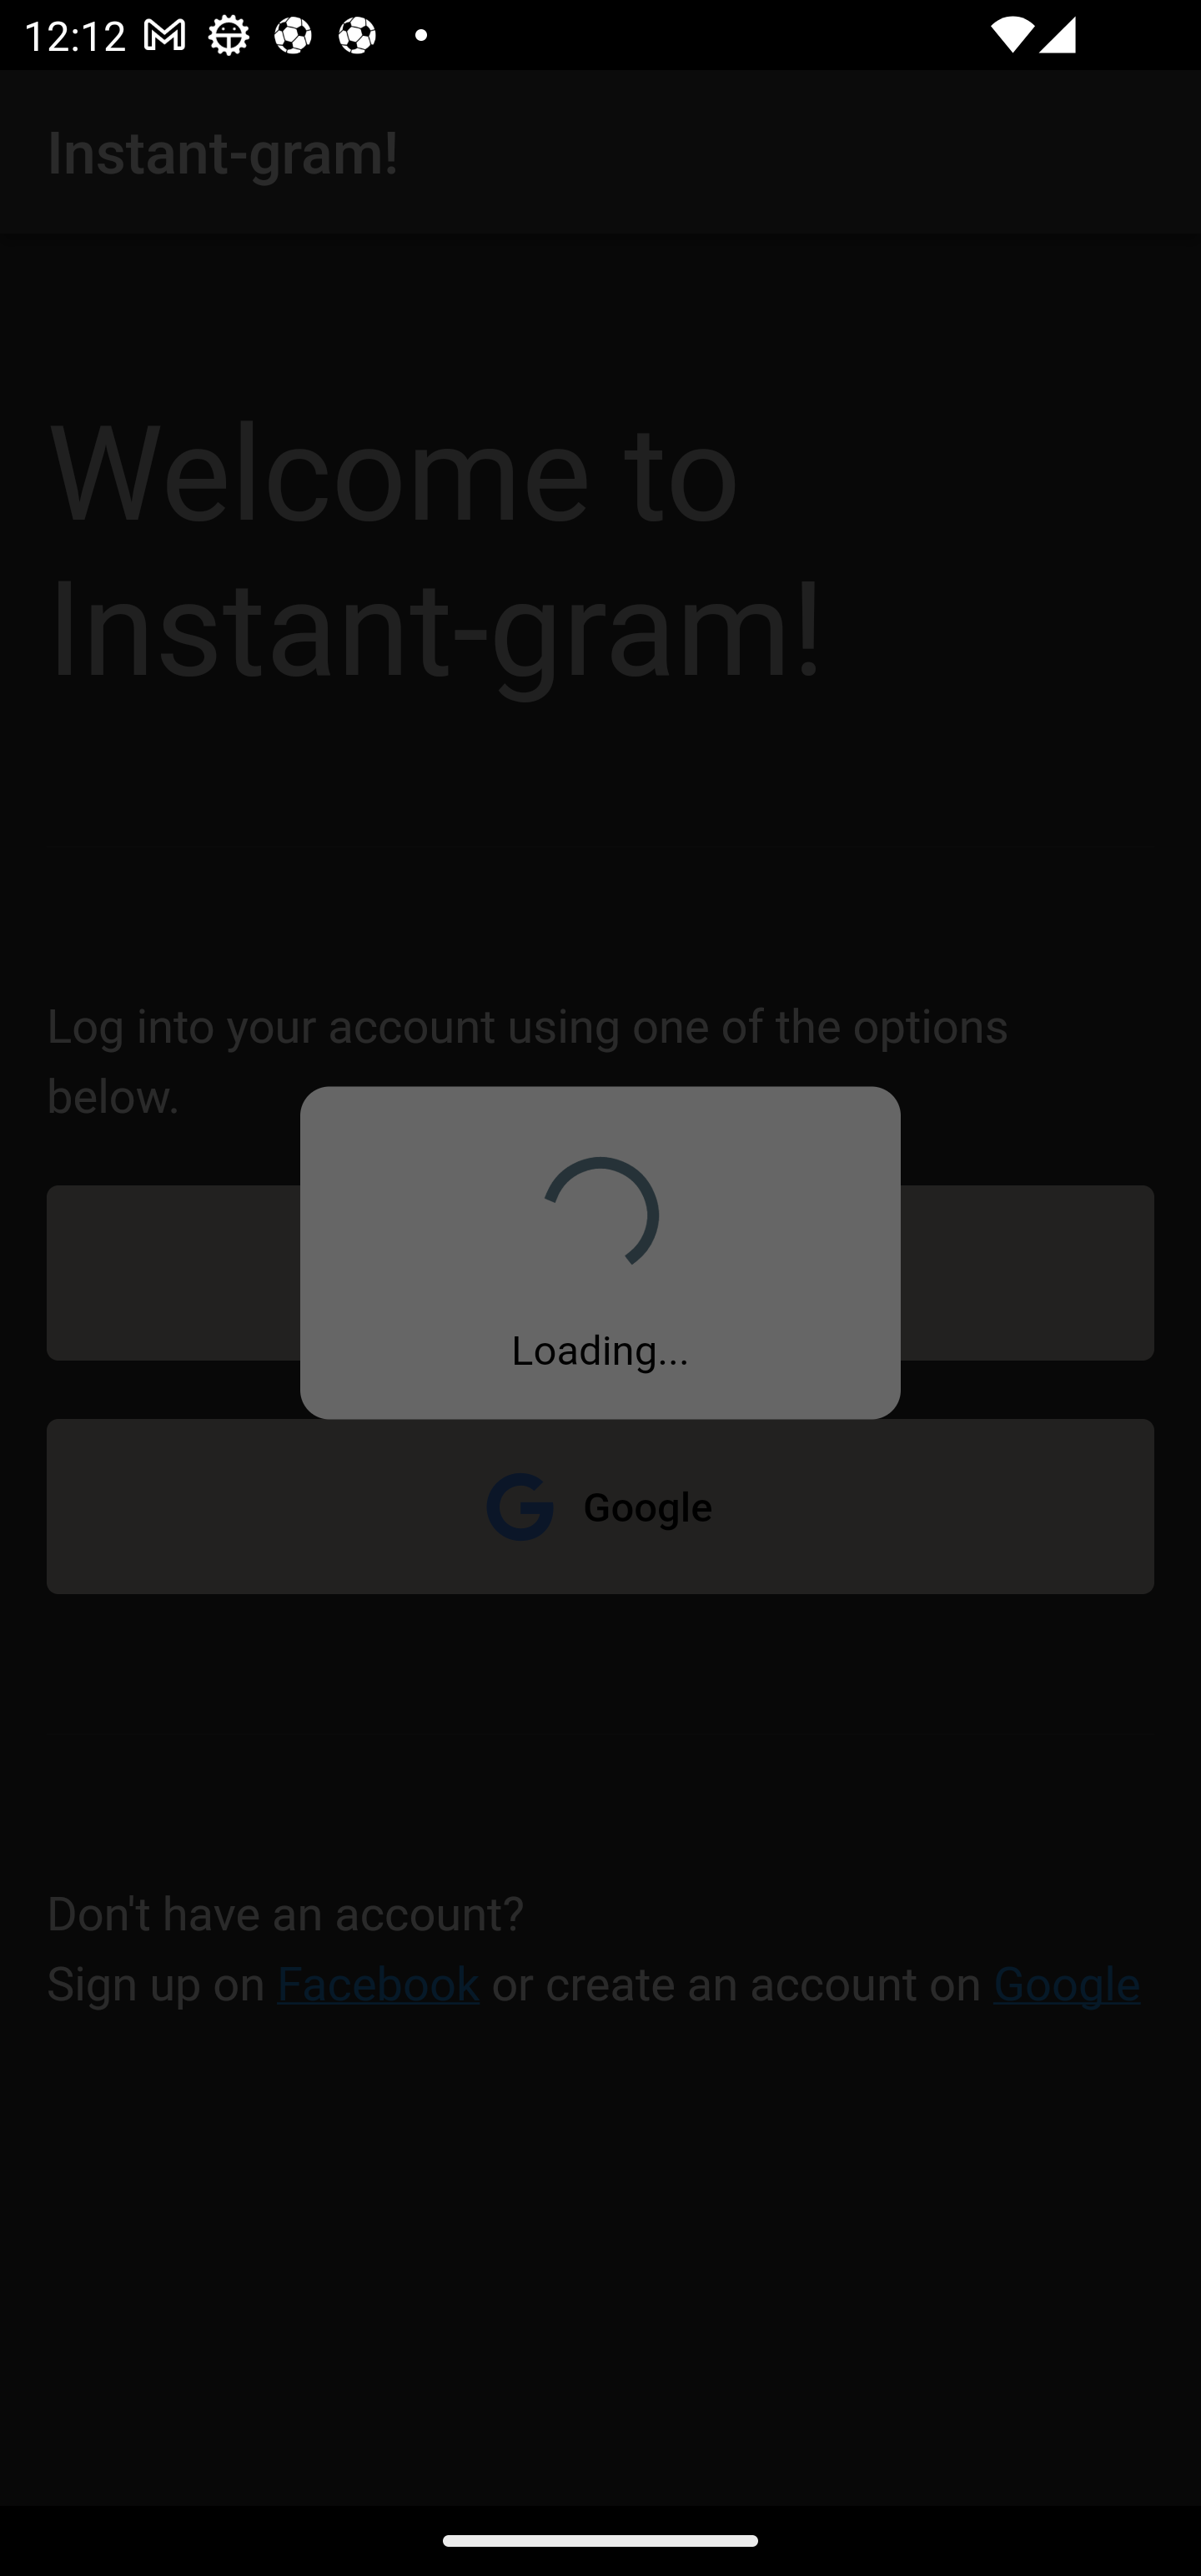 12:12
Instant-gram!
Welcome to
Instant-gram!
Log into your account using one of the options
below.
Loading...
Google
Don't have an account?
Sign up on Facebook or create an account on Google